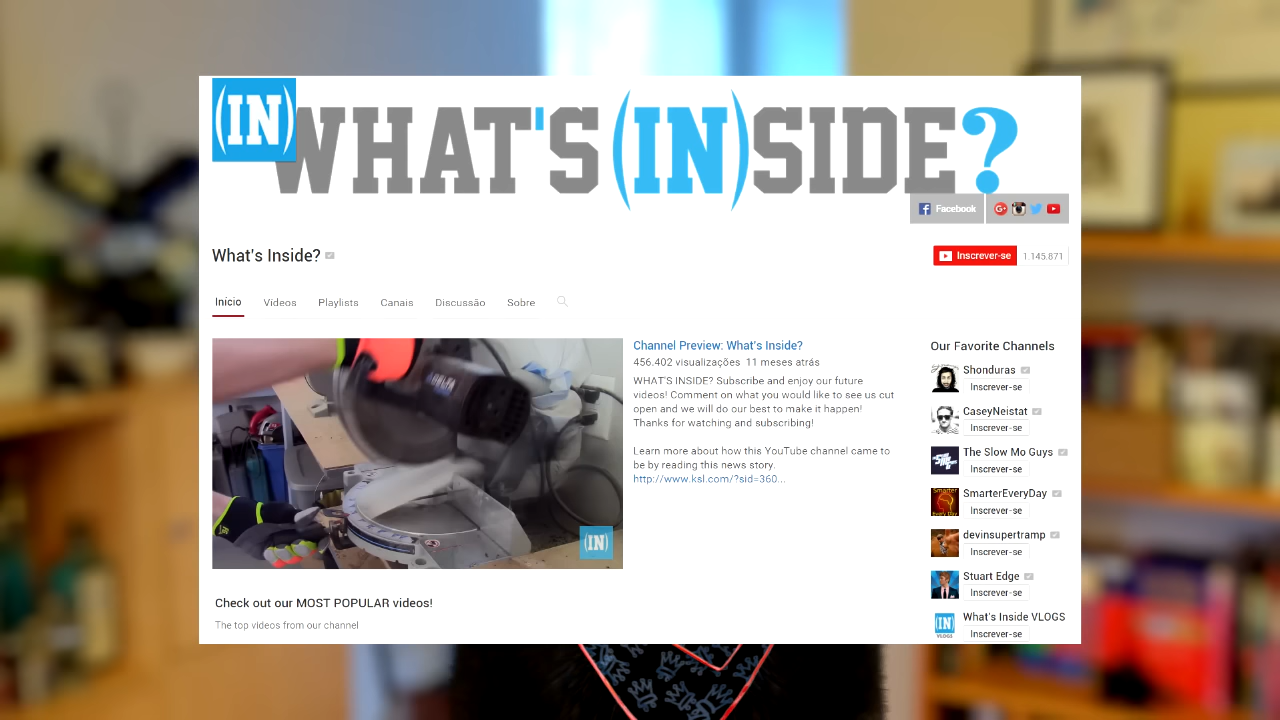 (IN)
WHAT'S (IN)SIDE?
Facebook
What's Inside?
Inscrever-se 1.145.871
Início Vídeos Playlists Canais Discussão Sobre
Channel Preview: What's Inside?
456.402 visualizações 11 meses atrás
WHAT'S INSIDE? Subscribe and enjoy our future
videos! Comment on what you would like to see us cut
open and we will do our best to make it happen!
Thanks for watching and subscribing!
Learn more about how this YouTube channel came to
be by reading this news story.
http://www.ksl.com/?sid=360...
(IN)
Our Favorite Channels
Shonduras
Inscrever-se
CaseyNeistat
Inscrever-se
The Slow Mo Guys
Inscrever-se
Smarter
Every Day
SmarterEveryDay
Inscrever-se
devinsupertramp
Inscrever-se
Stuart Edge
Inscrever-se
(IN)
VLOGS
What's Inside VLOGS
Inscrever-se
Check out our MOST POPULAR videos!
The top videos from our channel